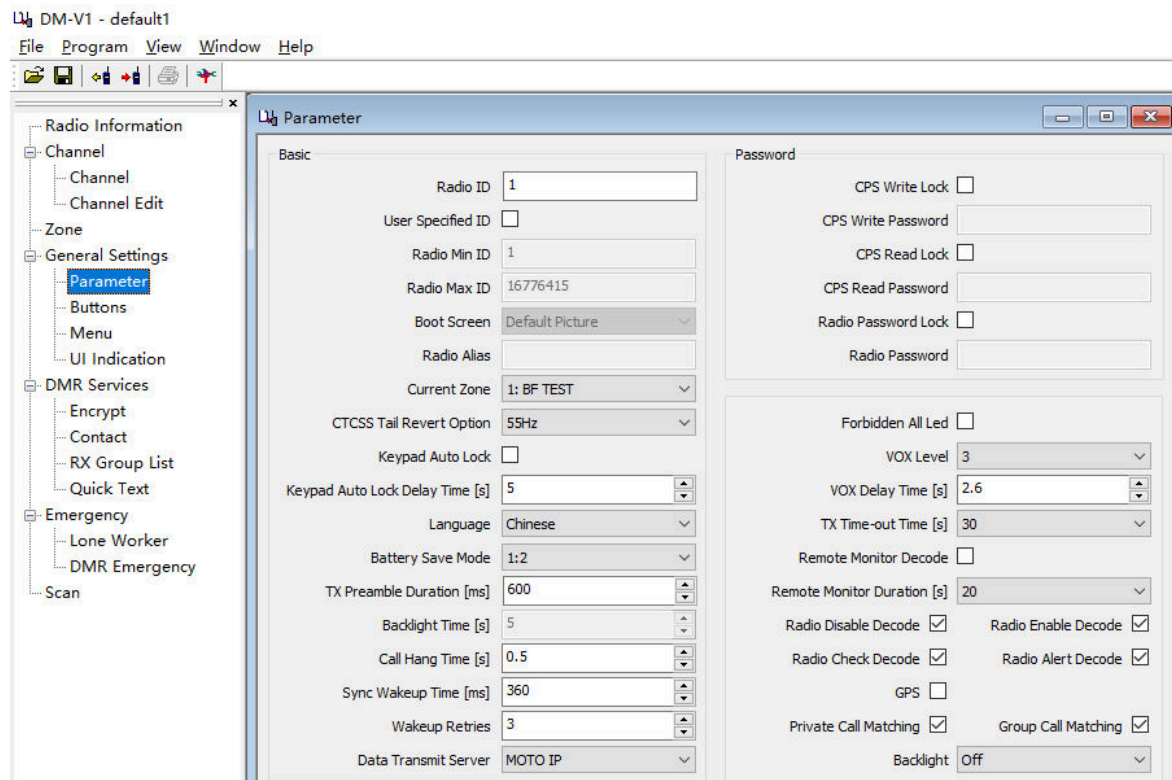 DM-V1 - default1
File Program View Window Help
Radio Information
Channel
Channel
Channel Edit
Zone
General Settings
Parameter
Buttons
Menu
UI Indication
DMR Services
Encrypt
Contact
RX Group List
Quick Text
Emergency
Lone Worker
DMR Emergency
Scan
Parameter
Basic
Radio ID 1
User Specified ID
Radio Min ID 1
Radio Max ID 16776415
Boot Screen Default Picture
Radio Alias
Current Zone 1: BF TEST
CTCSS Tail Revert Option 55Hz
Keypad Auto Lock
Keypad Auto Lock Delay Time [s] 5
Language Chinese
Battery Save Mode 1:2
TX Preamble Duration [ms] 600
Backlight Time [s] 5
Call Hang Time [s] 0.5
Sync Wakeup Time [ms] 360
Wakeup Retries 3
Data Transmit Server MOTO IP
Password
CPS Write Lock
CPS Write Password
CPS Read Lock
CPS Read Password
Radio Password Lock
Radio Password
Forbidden All Led
VOX Level 3
VOX Delay Time [s] 2.6
TX Time-out Time [s] 30
Remote Monitor Decode
Remote Monitor Duration [s] 20
Radio Disable Decode Radio Enable Decode
Radio Check Decode Radio Alert Decode
GPS
Private Call Matching Group Call Matching
Backlight Off